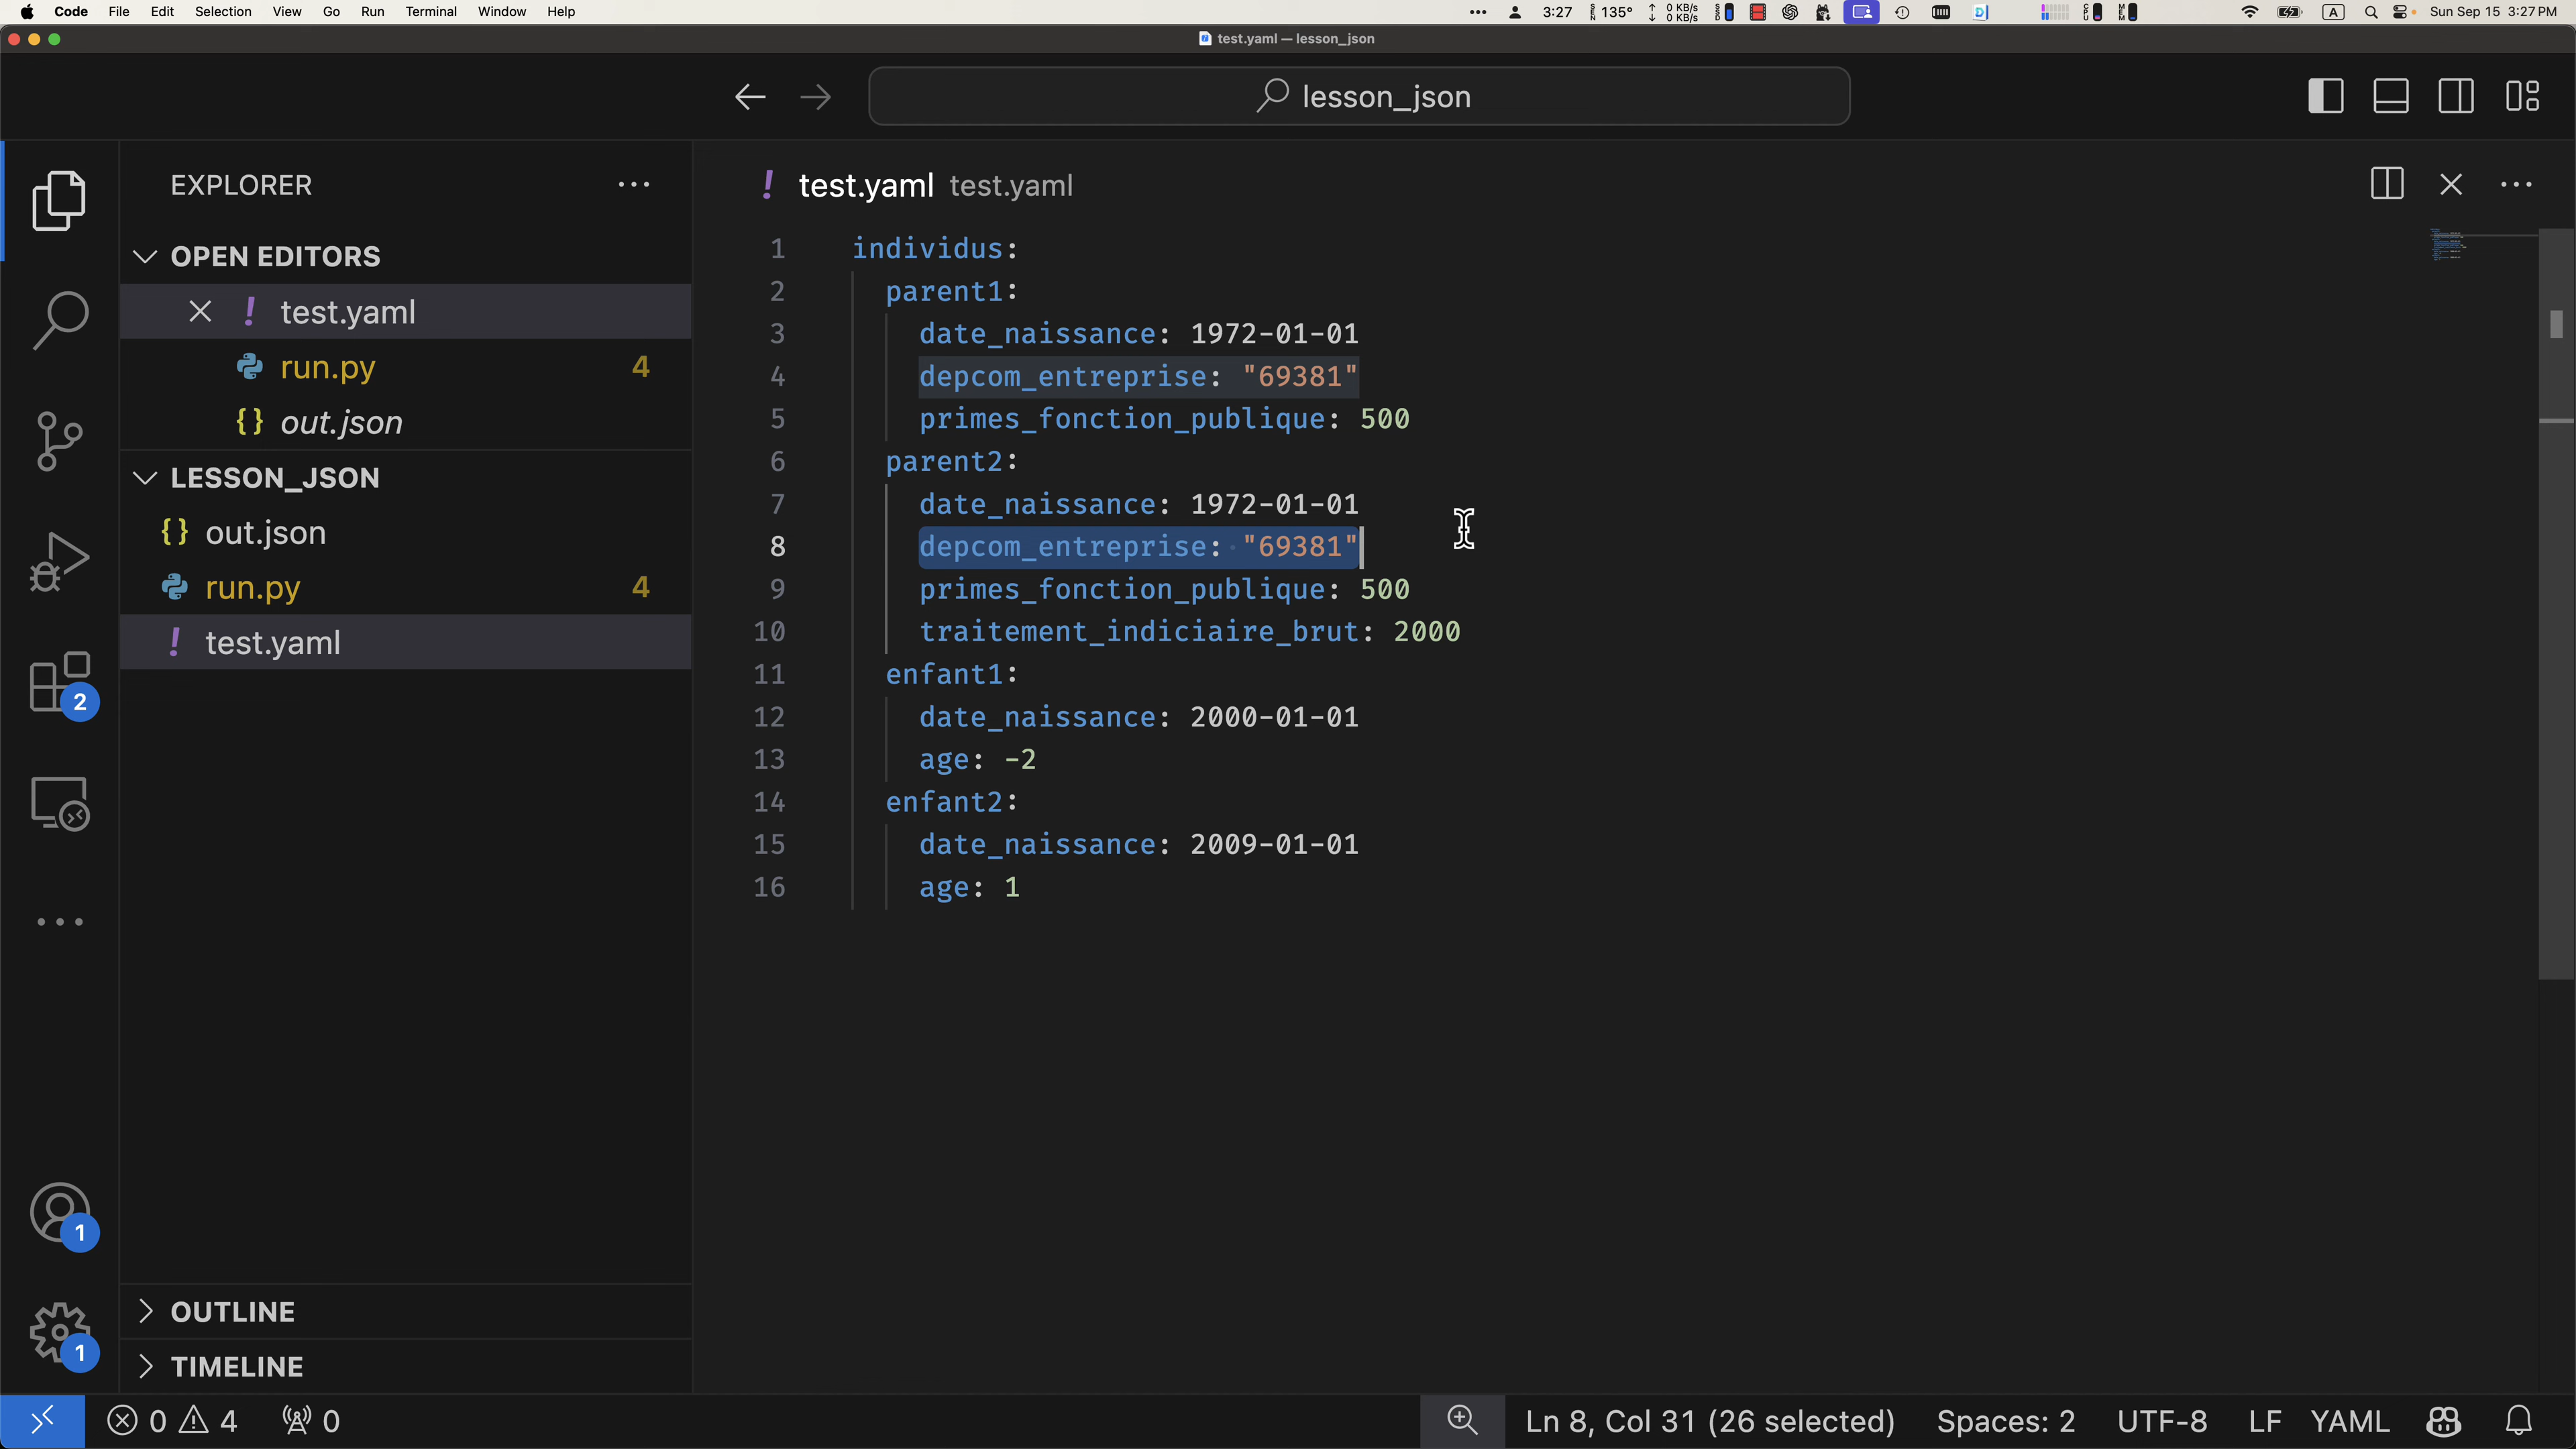 Code File Edit Selection View Go Run Terminal Window Help
3:27 135° 0 KB/s 0 KB/s Sun Sep 15 3:27 PM
test.yaml — lesson_json
lesson_json
EXPLORER
OPEN EDITORS
test.yaml
run.py 4
out.json
LESSON_JSON
out.json
run.py 4
test.yaml
OUTLINE
TIMELINE
2
1
1
test.yaml test.yaml
1 individus:
2 parent1:
3 date_naissance: 1972-01-01
4 depcom_entreprise: "69381"
5 primes_fonction_publique: 500
6 parent2:
7 date_naissance: 1972-01-01
8 depcom_entreprise: "69381"
9 primes_fonction_publique: 500
10 traitement_indiciaire_brut: 2000
11 enfant1:
12 date_naissance: 2000-01-01
13 age: -2
14 enfant2:
15 date_naissance: 2009-01-01
16 age: 1
0 4 0 Ln 8, Col 31 (26 selected) Spaces: 2 UTF-8 LF YAML